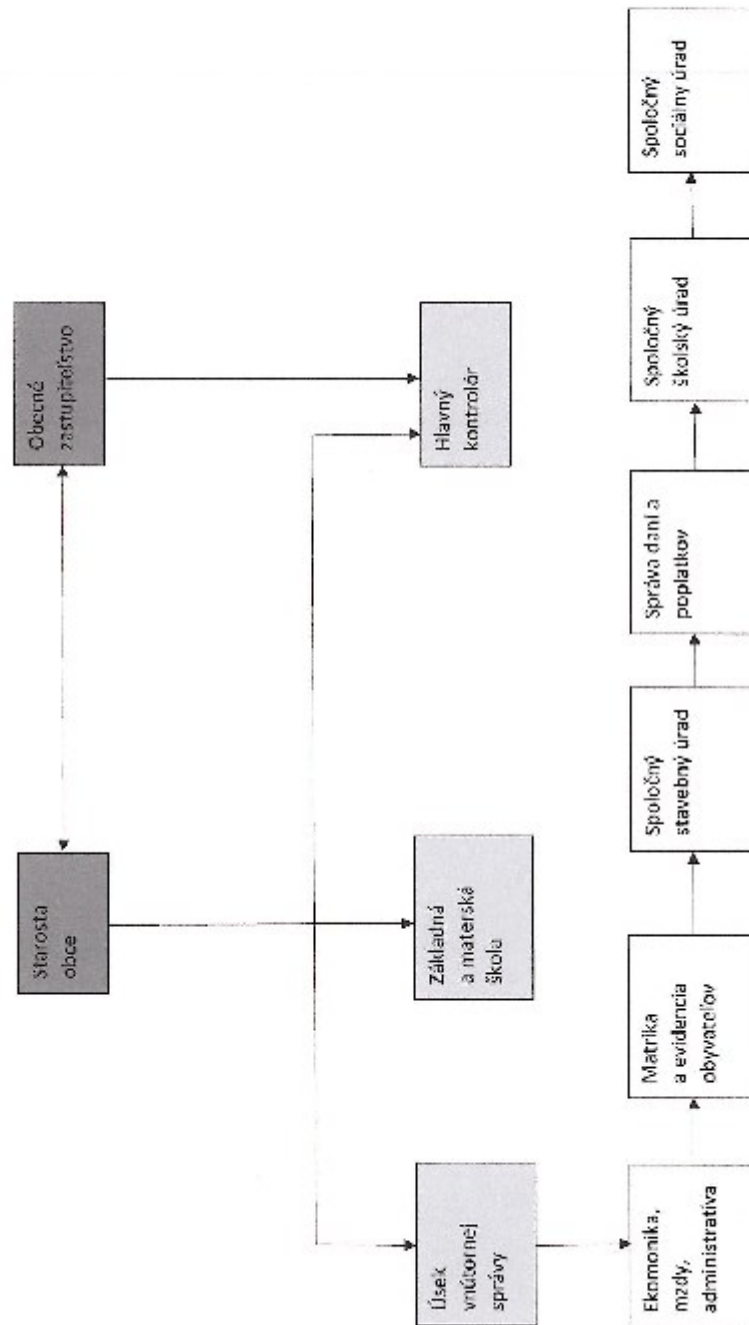 Starosta
obce
Obecné
zastupiteľstvo
Úsek
vnútornej
správy
Základná
a materská
škola
Hlavný
kontrolór
Ekomonika,
mzdy,
administratíva
Matrika
a evidencia
obyvateľov
Spoločný
stavebný úrad
Správa daní a
poplatkov
Spoločný
školský úrad
Spoločný
sociálny úrad